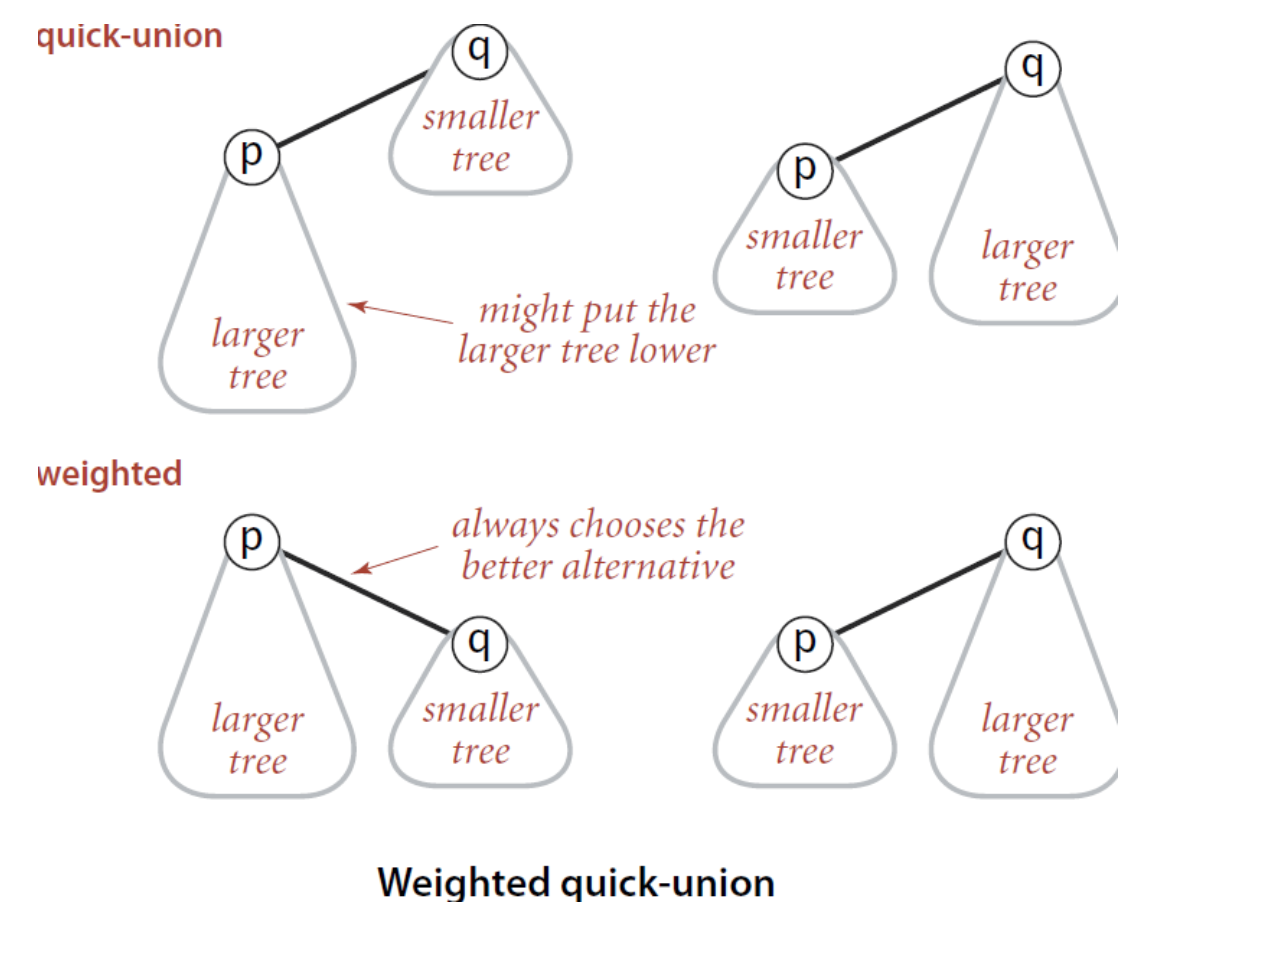 quick-union
q
smaller
tree
p
larger
tree
might put the
larger tree lower
q
p
smaller
tree
larger
tree
weighted
p
always chooses the
better alternative
q
larger
tree
smaller
tree
q
p
smaller
tree
larger
tree
Weighted quick-union